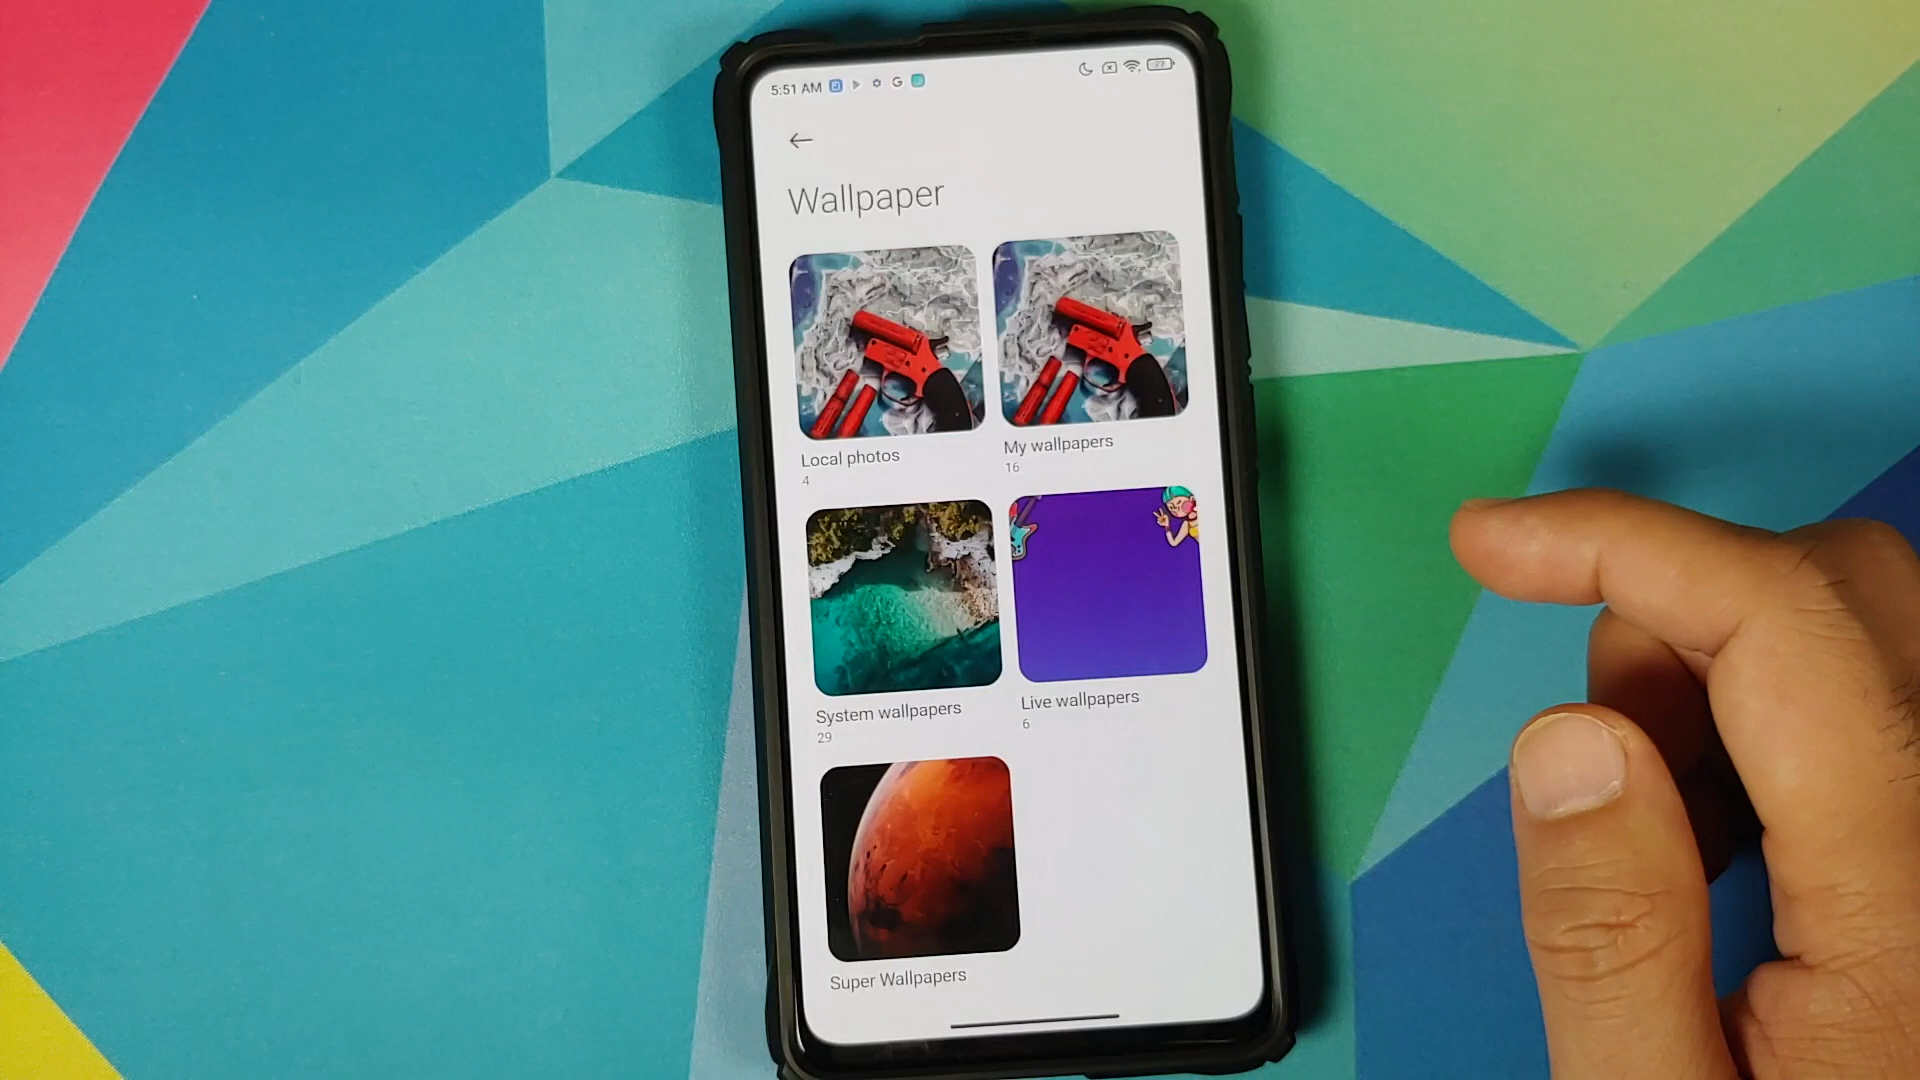 5:51 AM
Wallpaper
Local photos
4
My wallpapers
16
System wallpapers
29
Live wallpapers
6
Super Wallpapers